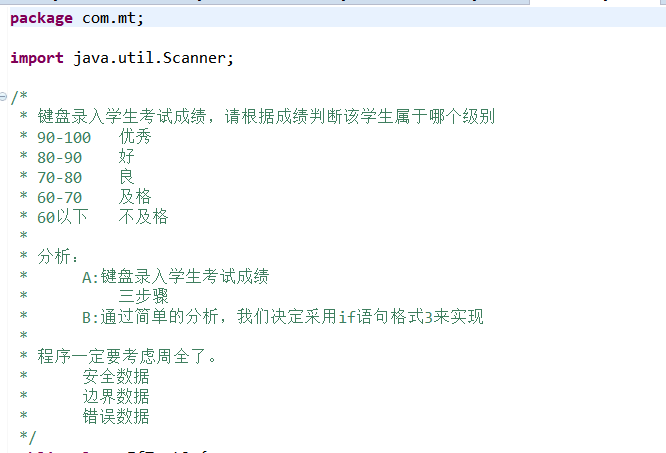 package com.mt;
import java.util.Scanner;
/*
* 键盘录入学生考试成绩，请根据成绩判断该学生属于哪个级别
* 90-100 优秀
* 80-90 好
* 70-80 良
* 60-70 及格
* 60以下 不及格
*
* 分析：
* A:键盘录入学生考试成绩
* 三步骤
* B:通过简单的分析，我们决定采用if语句格式3来实现
*
* 程序一定要考虑周全了。
* 安全数据
* 边界数据
* 错误数据
*/